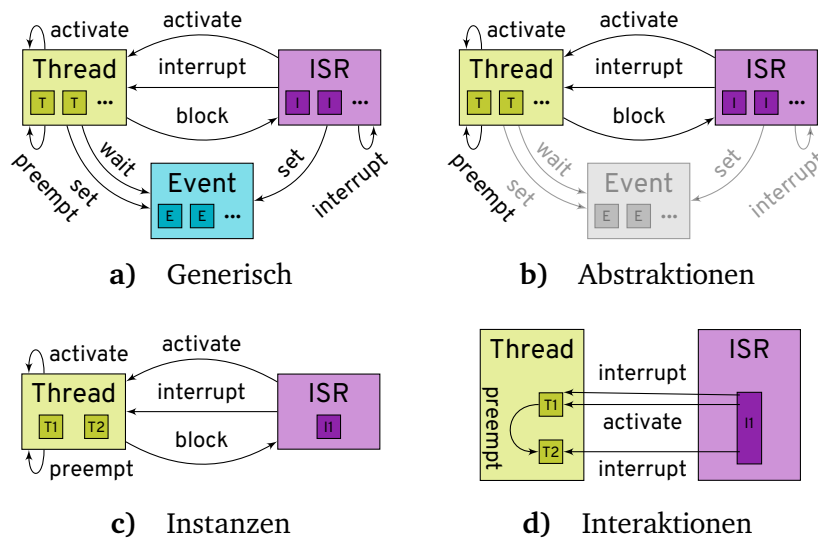 activate activate
Thread interrupt ISR
T T ... I I ...
block
preempt set wait set interrupt
Event
E E ...
a) Generisch
activate activate
Thread interrupt ISR
T T ... I I ...
block
preempt set wait set interrupt
Event
E E ...
b) Abstraktionen
activate activate
Thread interrupt ISR
T1 T2 I1
block
preempt
c) Instanzen
Thread ISR
interrupt
preempt T1 I1
activate
T2
interrupt
d) Interaktionen